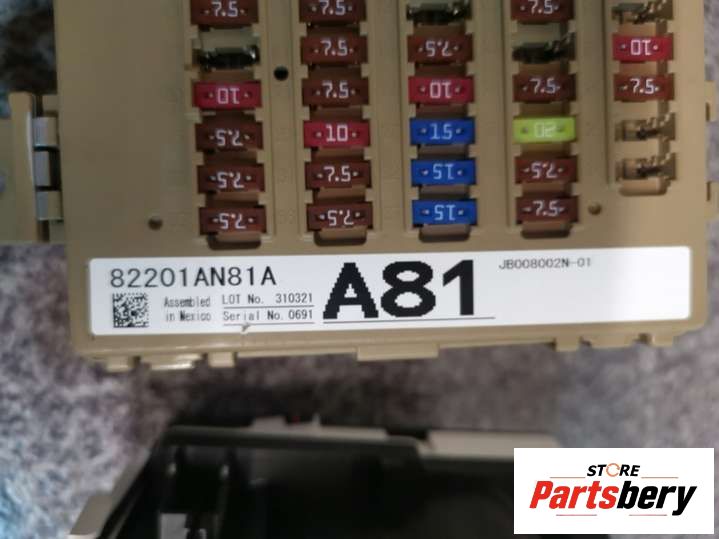 7.5 7.5 7.5
7.5 7.5 10
10 7.5 10 7.5 7.5
7.5 10 15 20
7.5 7.5 15 7.5
7.5 7.5 15 7.5
82201AN81A A81 JB008002N-01
Assembled LOT No. 310321
in Mexico Serial No. 0691
STORE
Partsbery